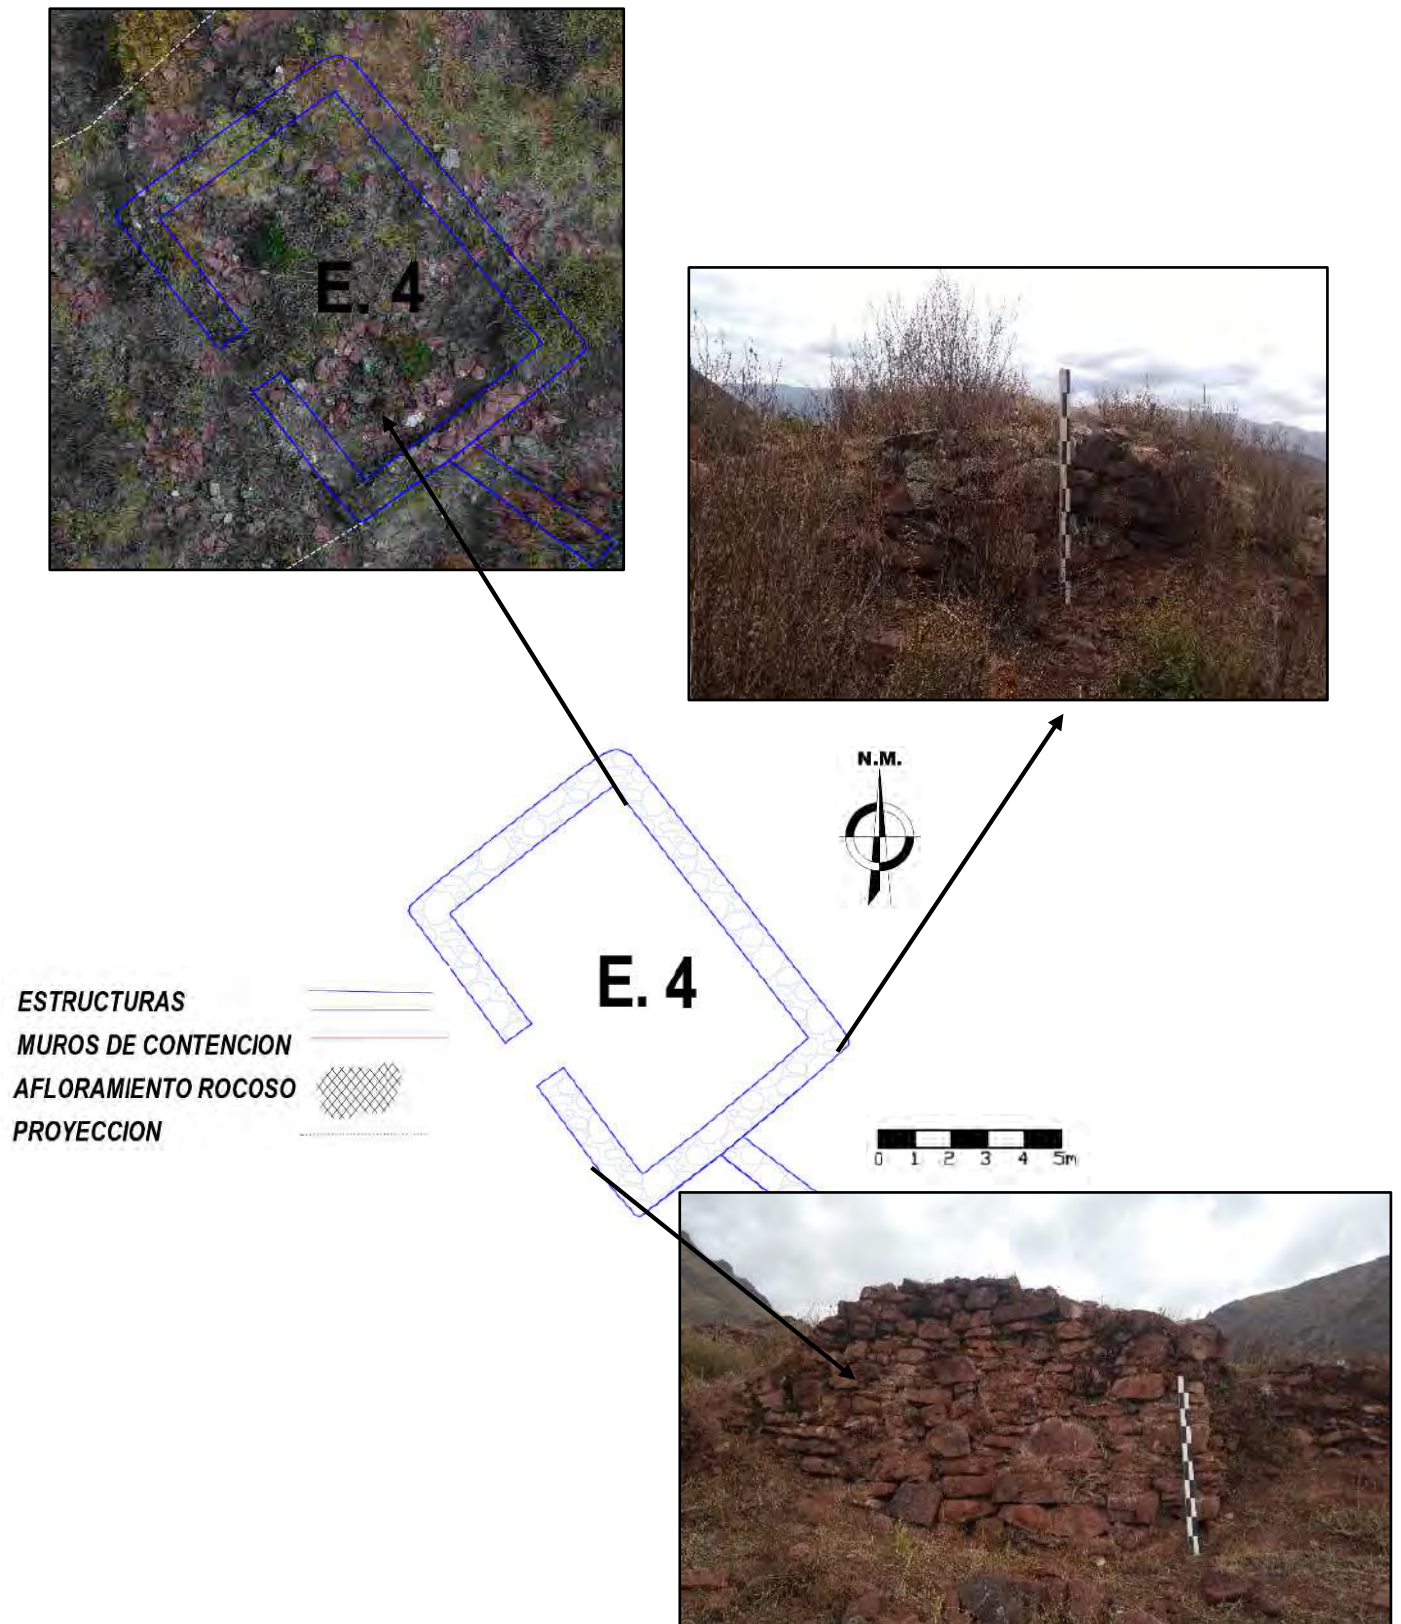 E. 4
N.M.
E. 4
ESTRUCTURAS
MUROS DE CONTENCION
AFLORAMIENTO ROCOSO
PROYECCION
0 1 2 3 4 5m